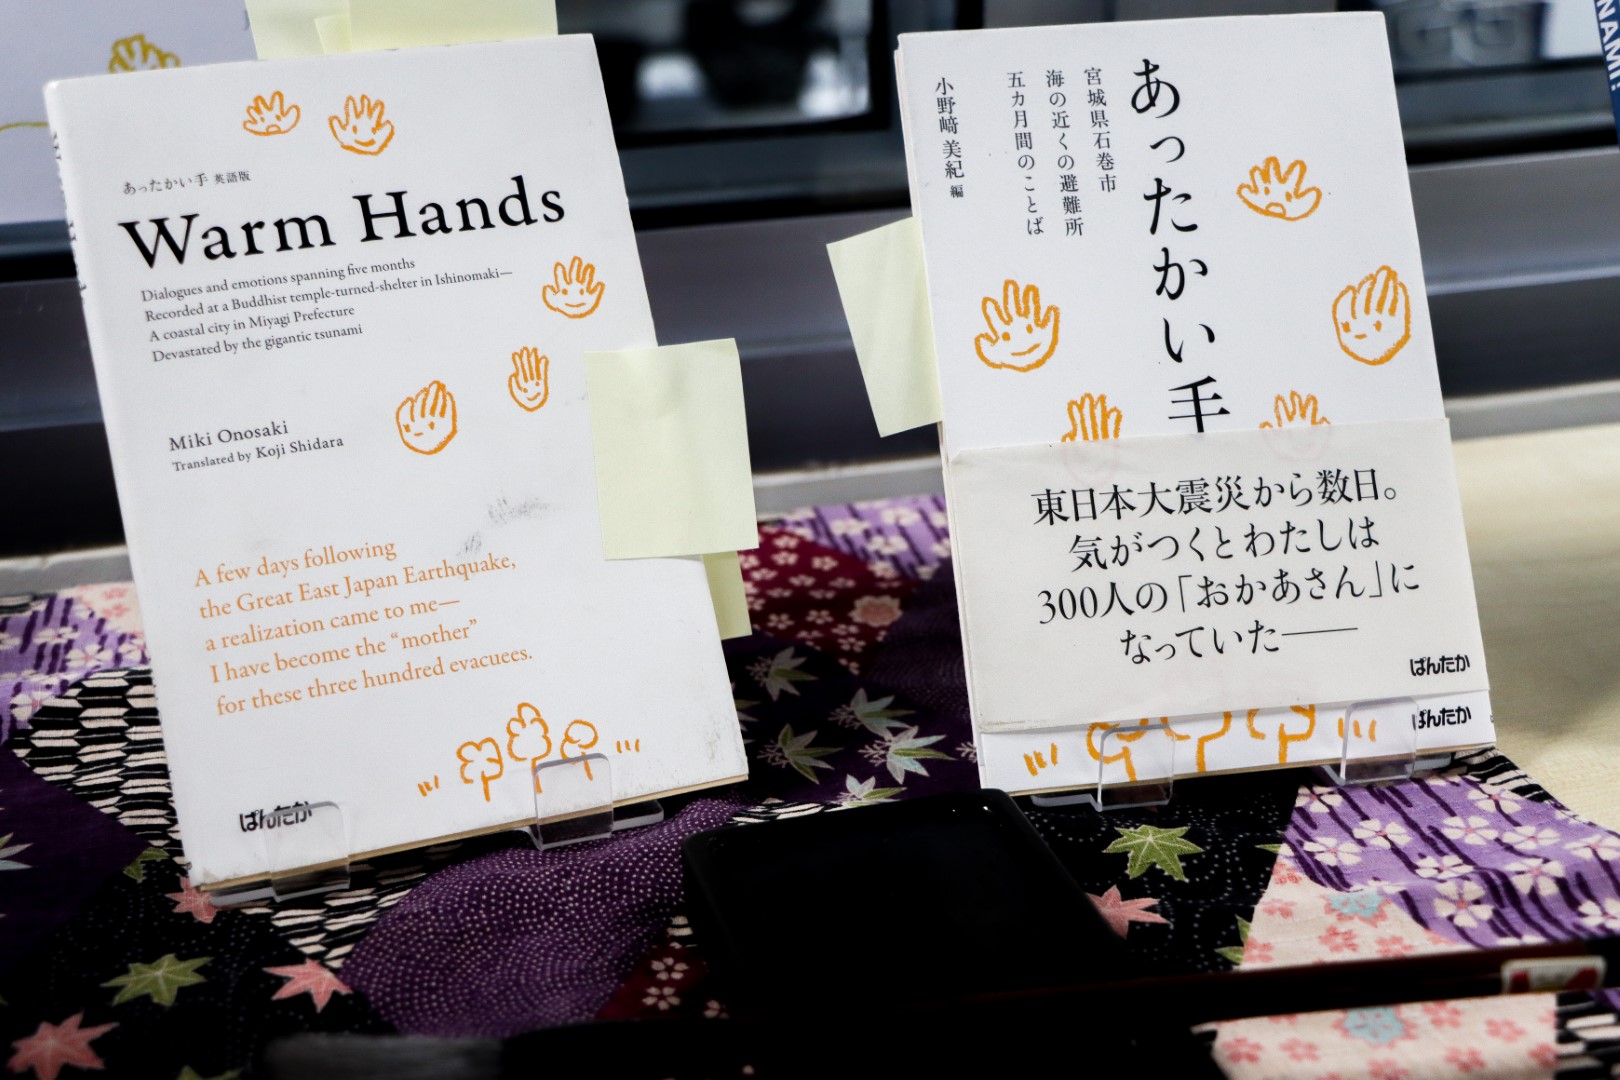 あったかい手 英語版
Warm Hands
Dialogues and emotions spanning five months
Recorded at a Buddhist temple-turned-shelter in Ishinomaki—
A coastal city in Miyagi Prefecture
Devastated by the gigantic tsunami
Miki Onosaki
Translated by Koji Shidara
A few days following
the Great East Japan Earthquake,
a realization came to me—
I have become the “mother”
for these three hundred evacuees.
ぱんたか
あったかい手
宮城県石巻市
海の近くの避難所
五カ月間のことば
小野﨑 美紀 編
東日本大震災から数日。
気がつくとわたしは
300人の「おかあさん」に
なっていた——
ぱんたか
ぱんたか
NAMI!